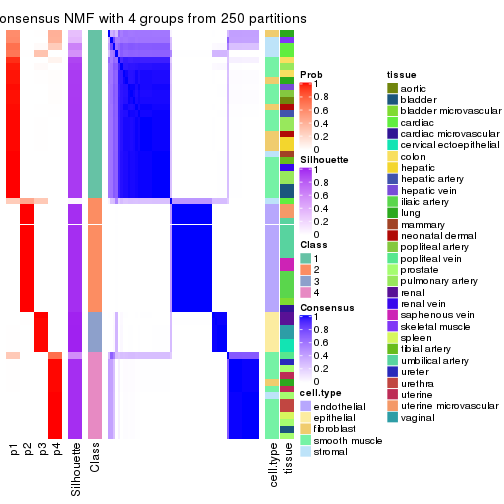 onsensus NMF with 4 groups from 250 partitions
Prob
1
0.8
0.6
0.4
0.2
0
Silhouette
1
0.8
0.6
0.4
0.2
0
Class
1
2
3
4
Consensus
1
0.8
0.6
0.4
0.2
0
cell.type
endothelial
epithelial
fibroblast
smooth muscle
stromal
tissue
aortic
bladder
bladder microvascular
cardiac
cardiac microvascular
cervical ectoepithelial
colon
hepatic
hepatic artery
hepatic vein
iliaic artery
lung
mammary
neonatal dermal
popliteal artery
popliteal vein
prostate
pulmonary artery
renal
renal vein
saphenous vein
skeletal muscle
spleen
tibial artery
umbilical artery
ureter
urethra
uterine
uterine microvascular
vaginal
p1
p2
p3
p4
Silhouette
Class
cell.type
tissue